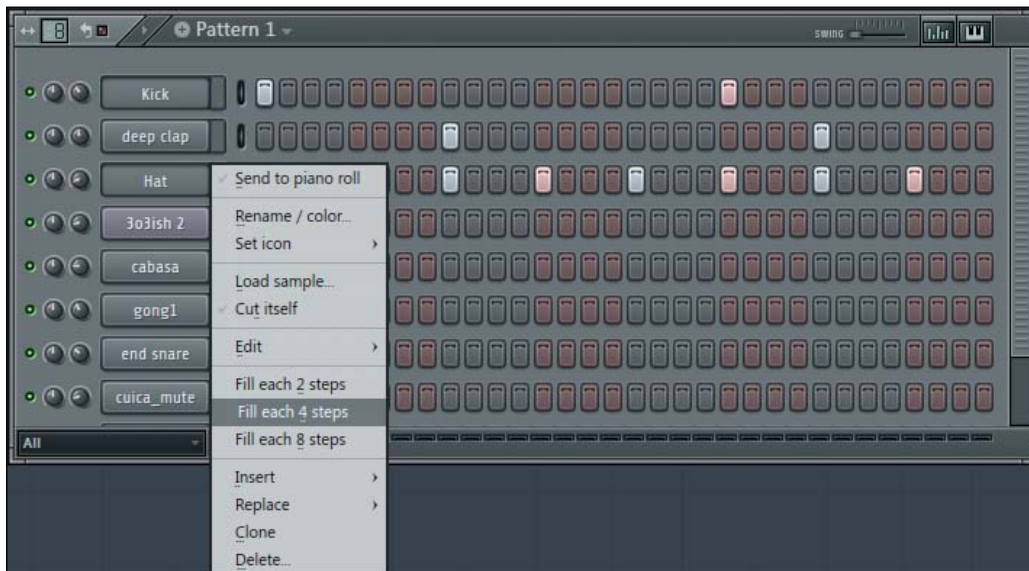 8 Pattern 1 SWING
Kick
deep clap
Hat
3o3ish 2
cabasa
gong1
end snare
cuica_mute
All
Send to piano roll
Rename / color...
Set icon
Load sample...
Cut itself
Edit
Fill each 2 steps
Fill each 4 steps
Fill each 8 steps
Insert
Replace
Clone
Delete...